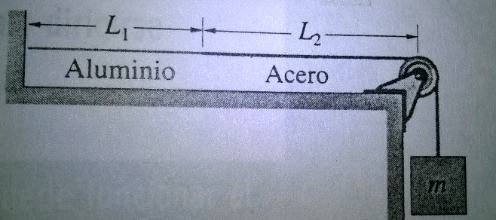 L₁ L₂
Aluminio Acero
m